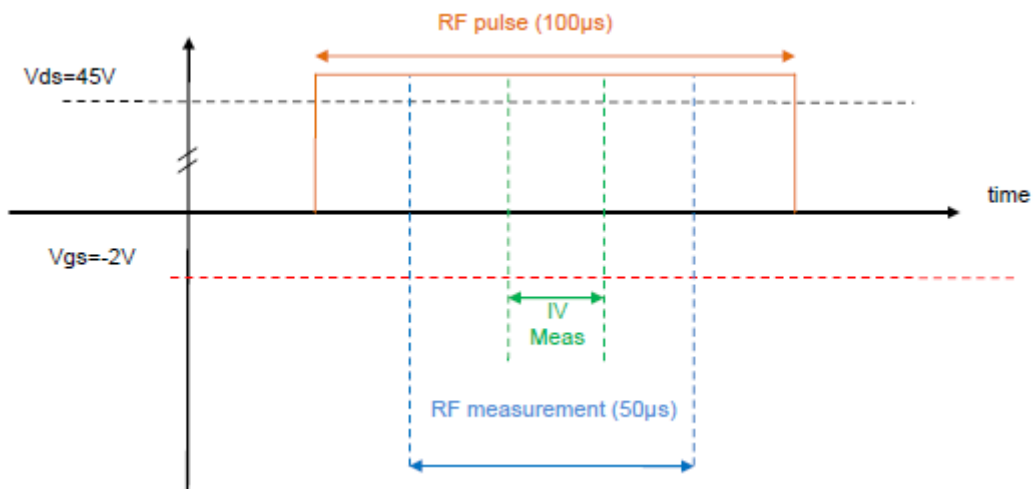 RF pulse (100µs)
Vds=45V
time
Vgs=-2V
IV
Meas
RF measurement (50µs)